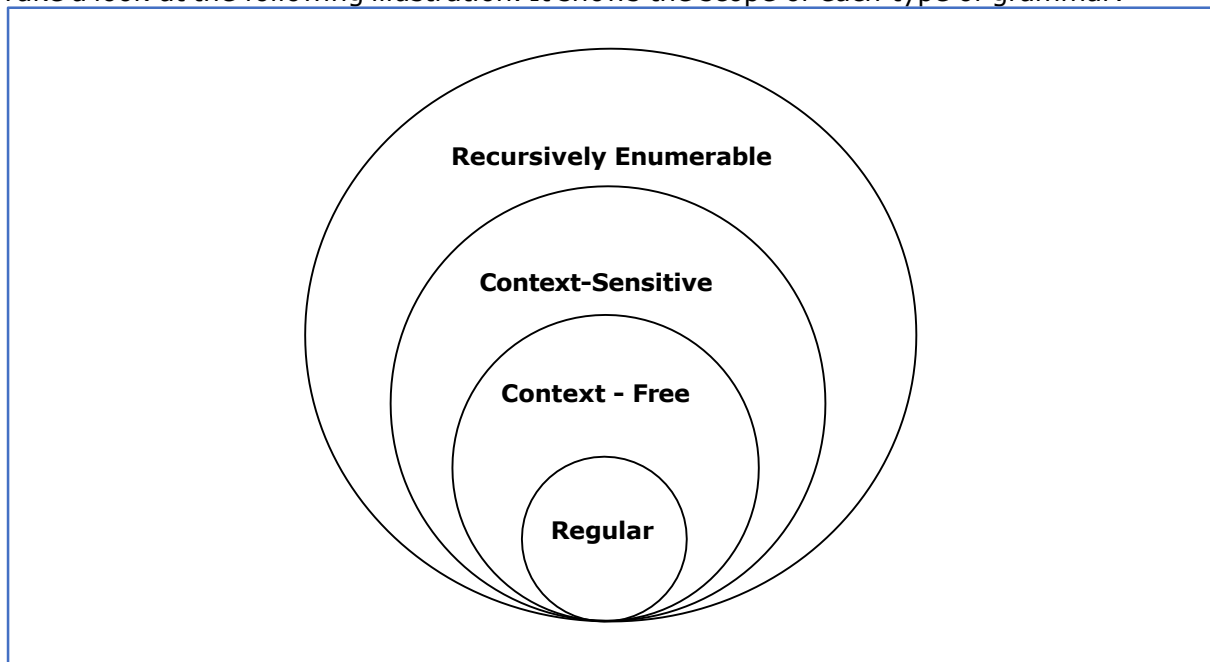 Take a look at the following illustration. It shows the scope of each type of grammar:
Recursively Enumerable
Context-Sensitive
Context - Free
Regular